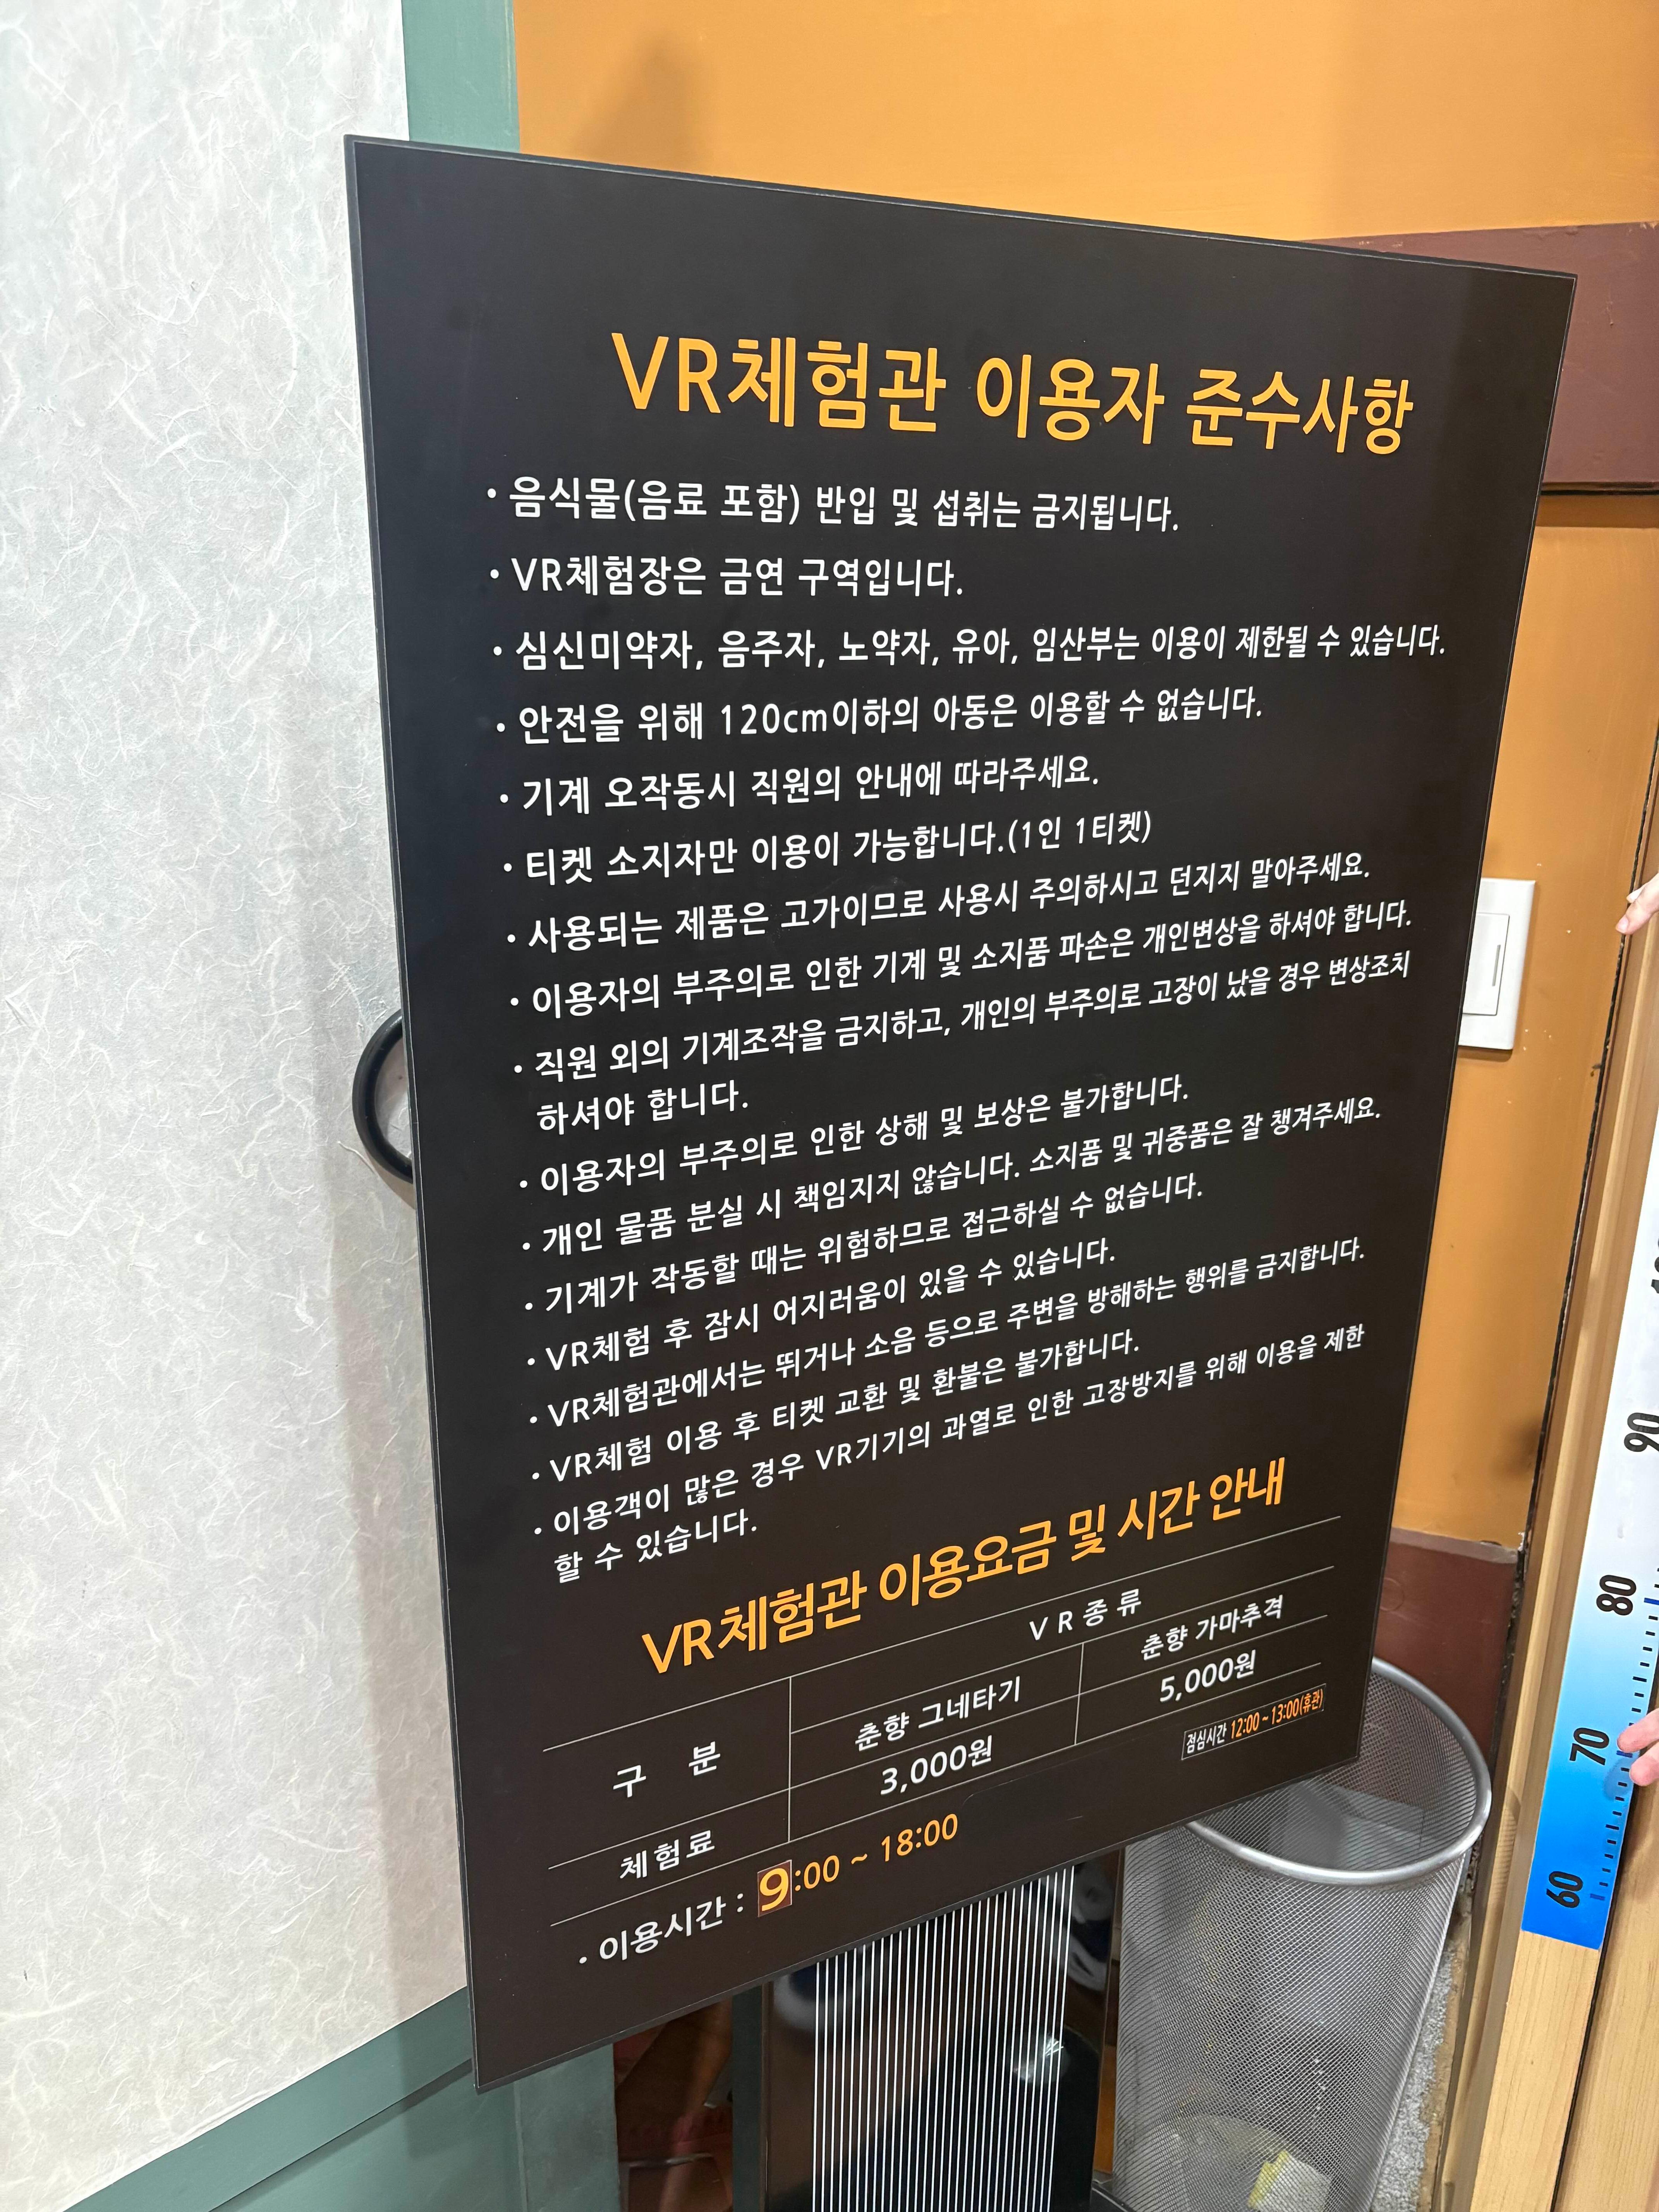 VR체험관 이용자 준수사항
• 음식물(음료 포함) 반입 및 섭취는 금지됩니다.
• VR체험장은 금연 구역입니다.
• 심신미약자, 음주자, 노약자, 유아, 임산부는 이용이 제한될 수 있습니다.
• 안전을 위해 120cm이하의 아동은 이용할 수 없습니다.
• 기계 오작동시 직원의 안내에 따라주세요.
• 티켓 소지자만 이용이 가능합니다.(1인 1티켓)
• 사용되는 제품은 고가이므로 사용시 주의하시고 던지지 말아주세요.
• 이용자의 부주의로 인한 기계 및 소지품 파손은 개인변상을 하셔야 합니다.
• 직원 외의 기계조작을 금지하고, 개인의 부주의로 고장이 났을 경우 변상조치
하셔야 합니다.
• 이용자의 부주의로 인한 상해 및 보상은 불가합니다.
• 개인 물품 분실 시 책임지지 않습니다. 소지품 및 귀중품은 잘 챙겨주세요.
• 기계가 작동할 때는 위험하므로 접근하실 수 없습니다.
• VR체험 후 잠시 어지러움이 있을 수 있습니다.
• VR체험관에서는 뛰거나 소음 등으로 주변을 방해하는 행위를 금지합니다.
• VR체험 이용 후 티켓 교환 및 환불은 불가합니다.
• 이용객이 많은 경우 VR기기의 과열로 인한 고장방지를 위해 이용을 제한
할 수 있습니다.
VR체험관 이용요금 및 시간 안내
구 분
VR종류
춘향 그네타기
춘향 가마추격
체험료
3,000원
5,000원
점심시간 12:00~13:00(휴관)
• 이용시간 : 9:00 ~ 18:00
90
80
70
60